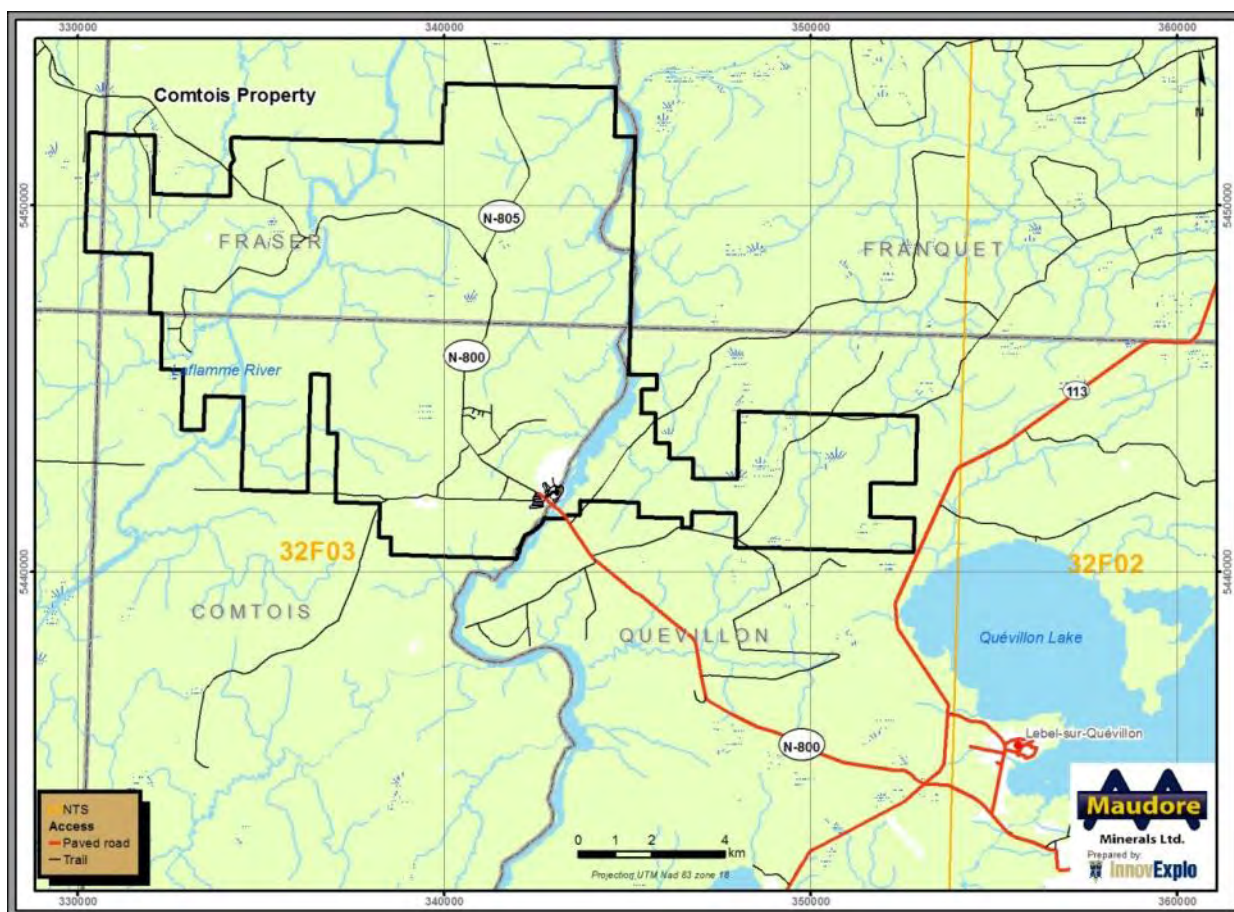 330000
340000
350000
360000
Comtois Property
N
5450000
5450000
N-805
FRASER
FRANQUET
N-800
Laflamme River
113
32F03
32F02
5440000
5440000
COMTOIS
QUEVILLON
Quévillon Lake
N-800
Lebel-sur-Quévillon
NTS
Access
Paved road
Trail
0 1 2 4
km
Projection UTM Nad 83 zone 18
Maudore
Minerals Ltd.
Prepared by:
InnovExplo
330000
340000
350000
360000